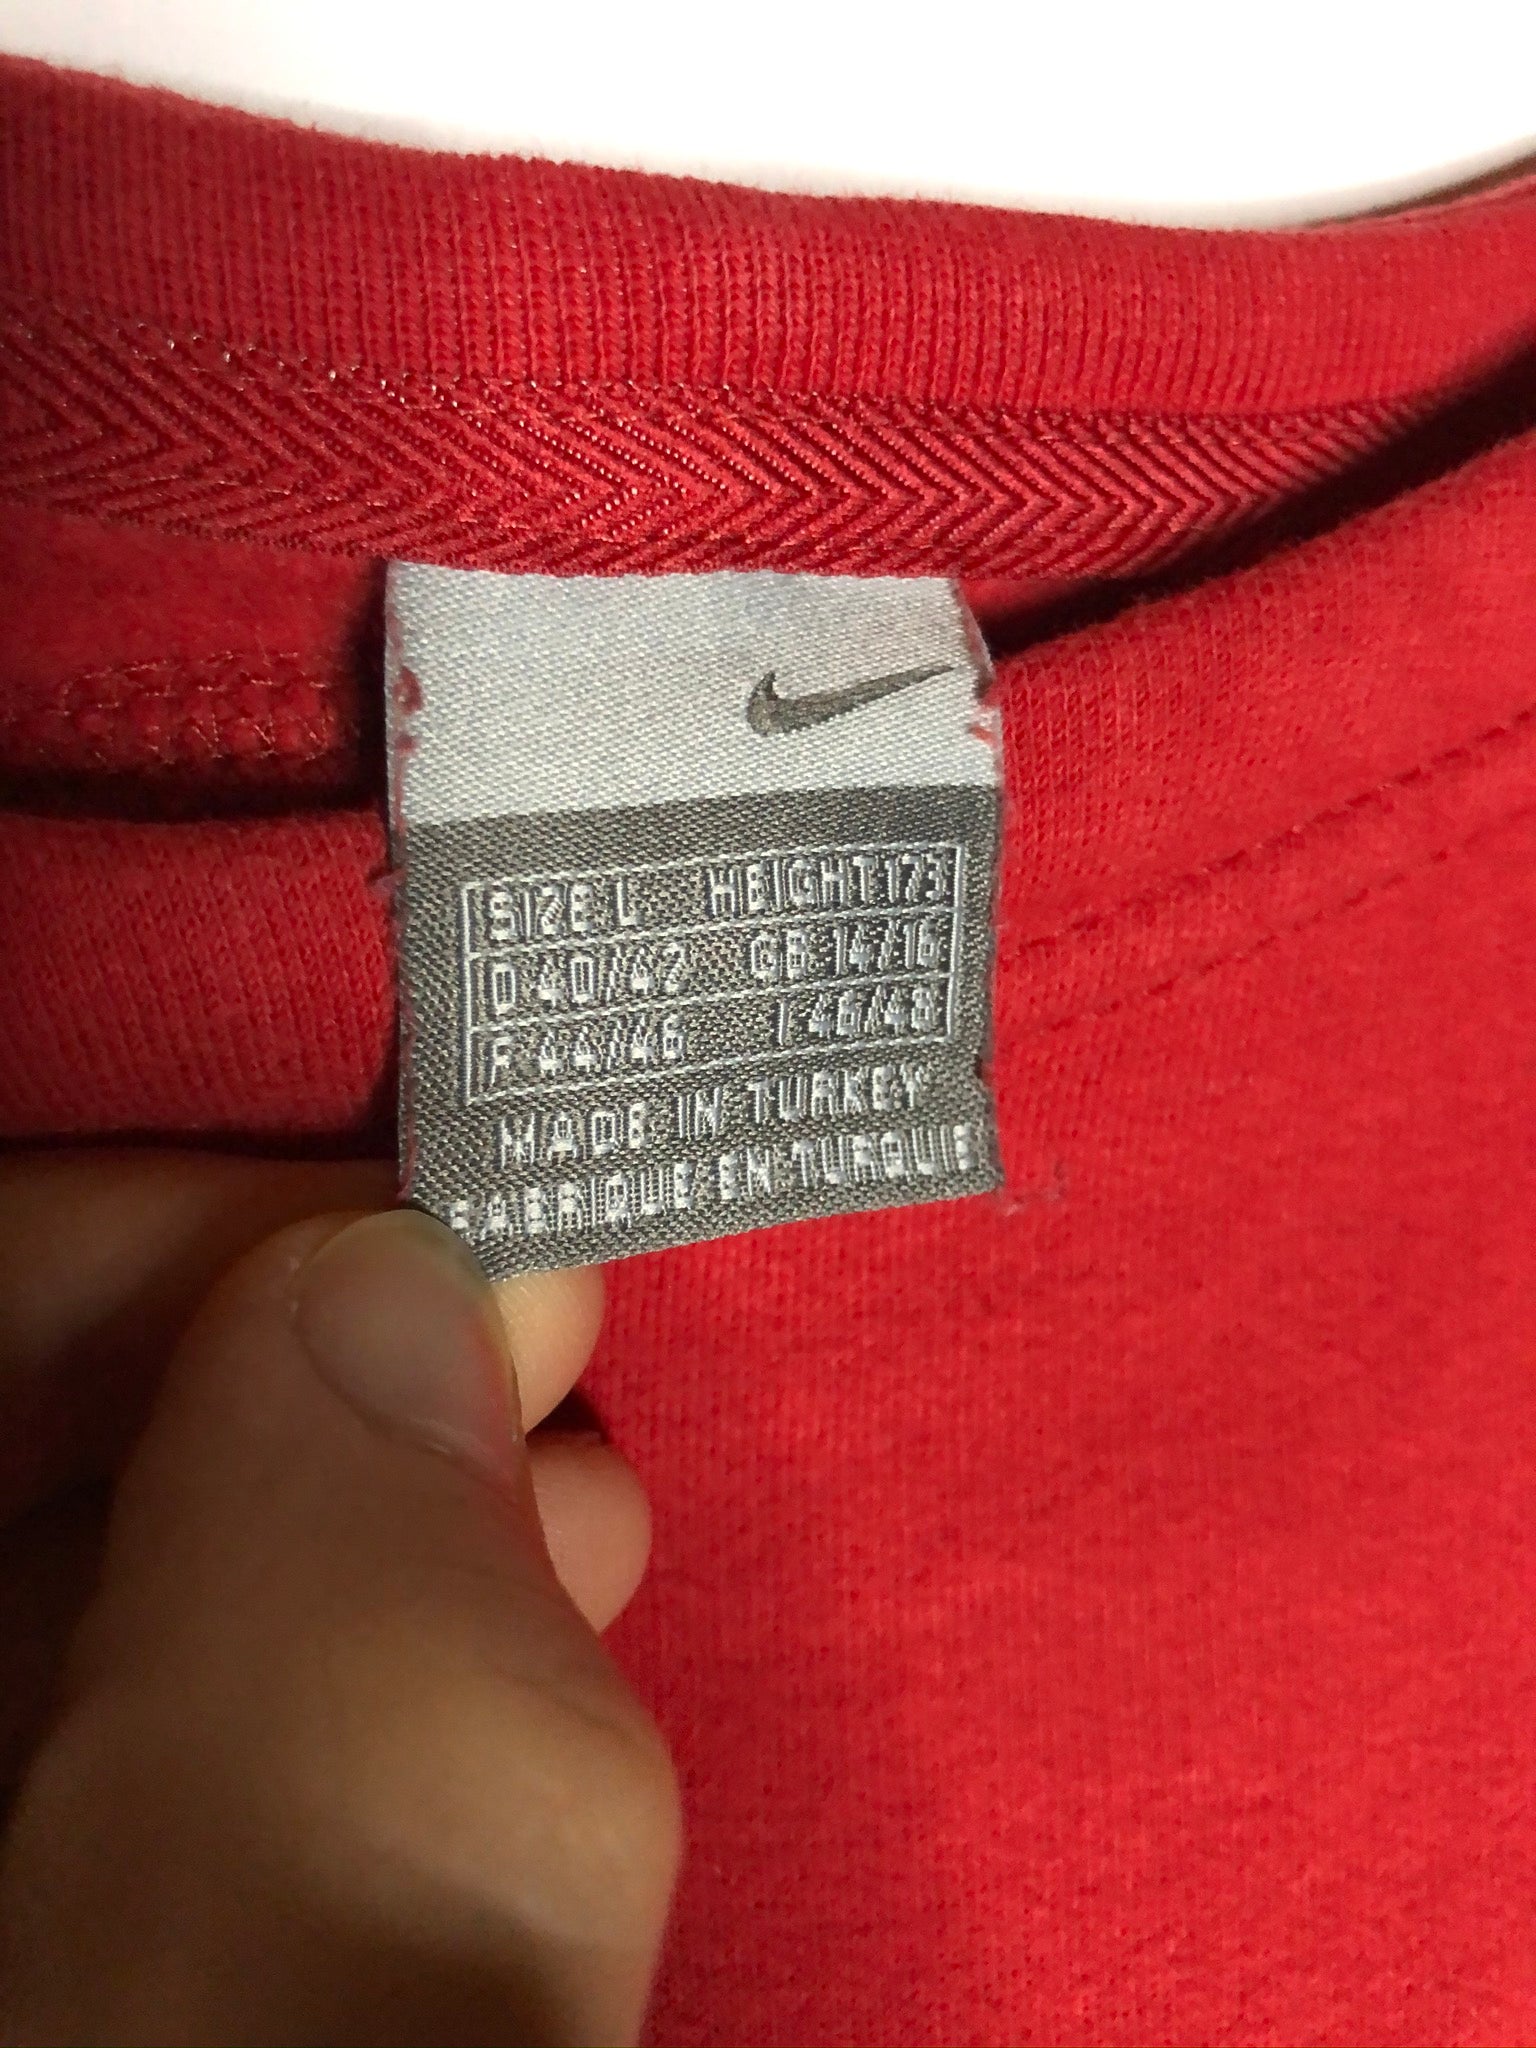 SIZE L HEIGHT 173
D 40/42 GB 14/16
F 44/46 I 46/48
MADE IN TURKEY
FABRIQUE EN TURQUIE